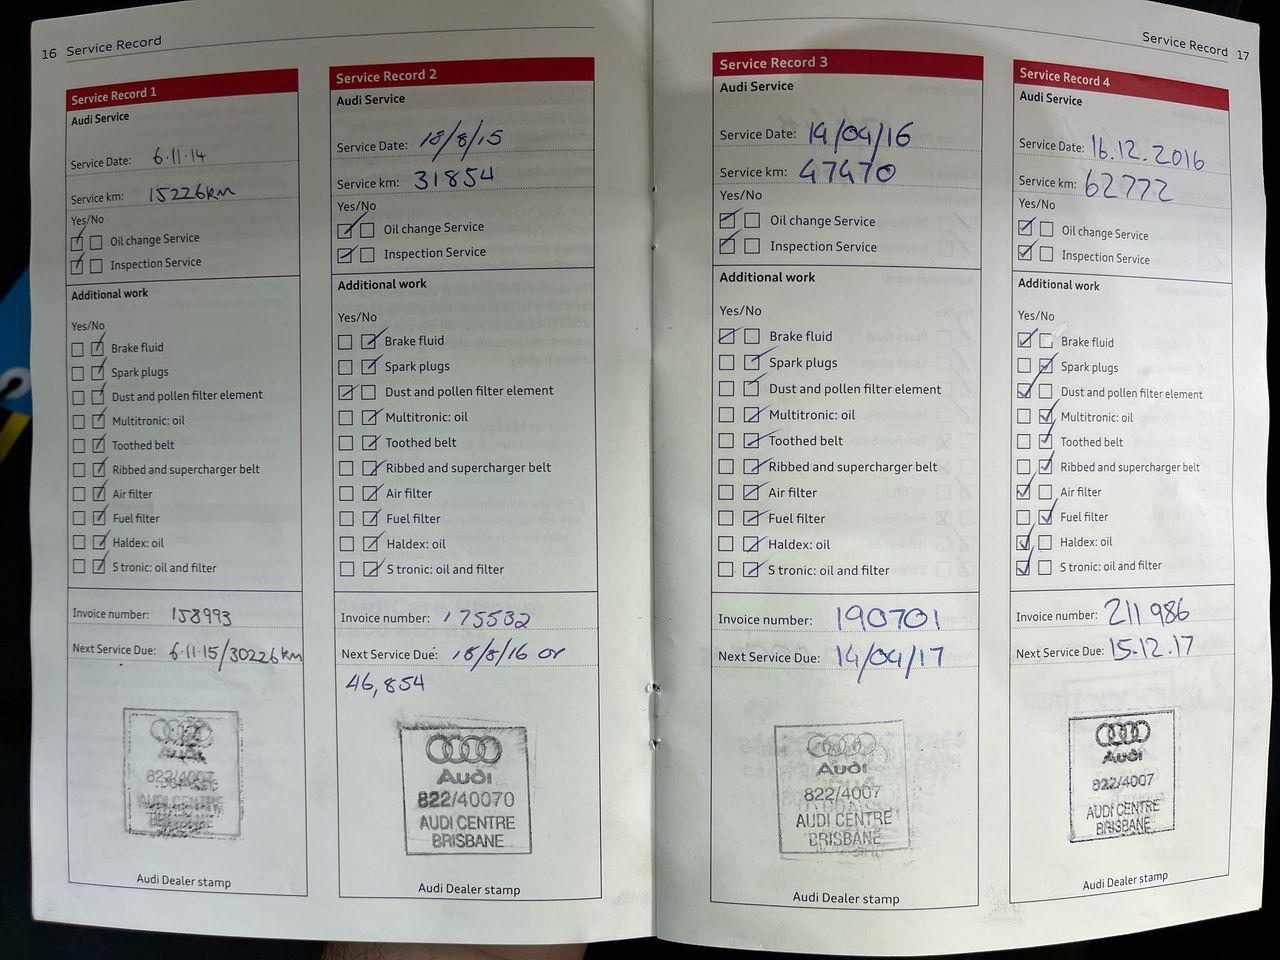 16 Service Record
Service Record 1
Audi Service
Service Date: 6·11·14
Service km: 15226km
Yes/No
Oil change Service
Inspection Service
Additional work
Yes/No
Brake fluid
Spark plugs
Dust and pollen filter element
Multitronic: oil
Toothed belt
Ribbed and supercharger belt
Air filter
Fuel filter
Haldex: oil
S tronic: oil and filter
Invoice number: 158993
Next Service Due: 6·11·15/30226km
Audi
822/4007
AUDI CENTRE
BRISBANE
Audi Dealer stamp
Service Record 2
Audi Service
Service Date: 18/8/15
Service km: 31854
Yes/No
Oil change Service
Inspection Service
Additional work
Yes/No
Brake fluid
Spark plugs
Dust and pollen filter element
Multitronic: oil
Toothed belt
Ribbed and supercharger belt
Air filter
Fuel filter
Haldex: oil
S tronic: oil and filter
Invoice number: 175532
Next Service Due: 18/8/16 or
46,854
Audi
822/40070
AUDI CENTRE
BRISBANE
Audi Dealer stamp
Service Record 17
Service Record 3
Audi Service
Service Date: 14/04/16
Service km: 47470
Yes/No
Oil change Service
Inspection Service
Additional work
Yes/No
Brake fluid
Spark plugs
Dust and pollen filter element
Multitronic: oil
Toothed belt
Ribbed and supercharger belt
Air filter
Fuel filter
Haldex: oil
S tronic: oil and filter
Invoice number: 190701
Next Service Due: 14/04/17
Audi
822/4007
AUDI CENTRE
BRISBANE
Audi Dealer stamp
Service Record 4
Audi Service
Service Date: 16.12.2016
Service km: 62772
Yes/No
Oil change Service
Inspection Service
Additional work
Yes/No
Brake fluid
Spark plugs
Dust and pollen filter element
Multitronic: oil
Toothed belt
Ribbed and supercharger belt
Air filter
Fuel filter
Haldex: oil
S tronic: oil and filter
Invoice number: 211986
Next Service Due: 15.12.17
Audi
822/4007
AUDI CENTRE
BRISBANE
Audi Dealer stamp